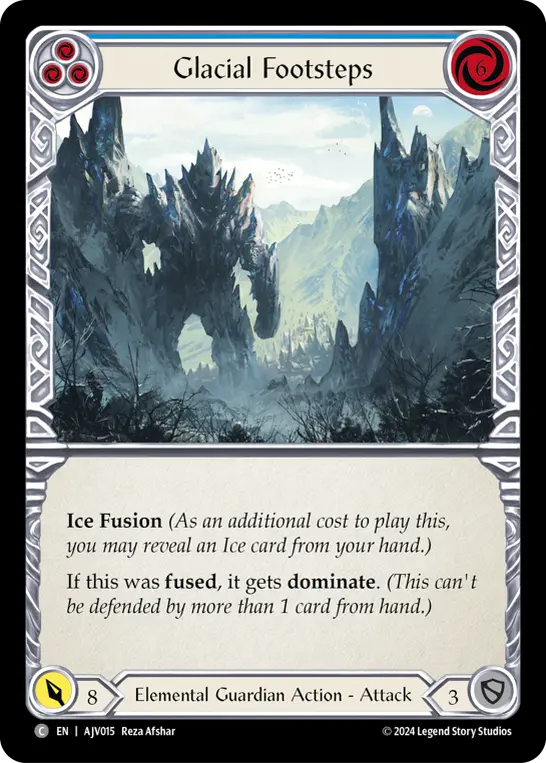 Glacial Footsteps
6
Ice Fusion (As an additional cost to play this,
you may reveal an Ice card from your hand.)
If this was fused, it gets dominate. (This can't
be defended by more than 1 card from hand.)
8
Elemental Guardian Action - Attack
3
C EN | AJV015 Reza Afshar
© 2024 Legend Story Studios